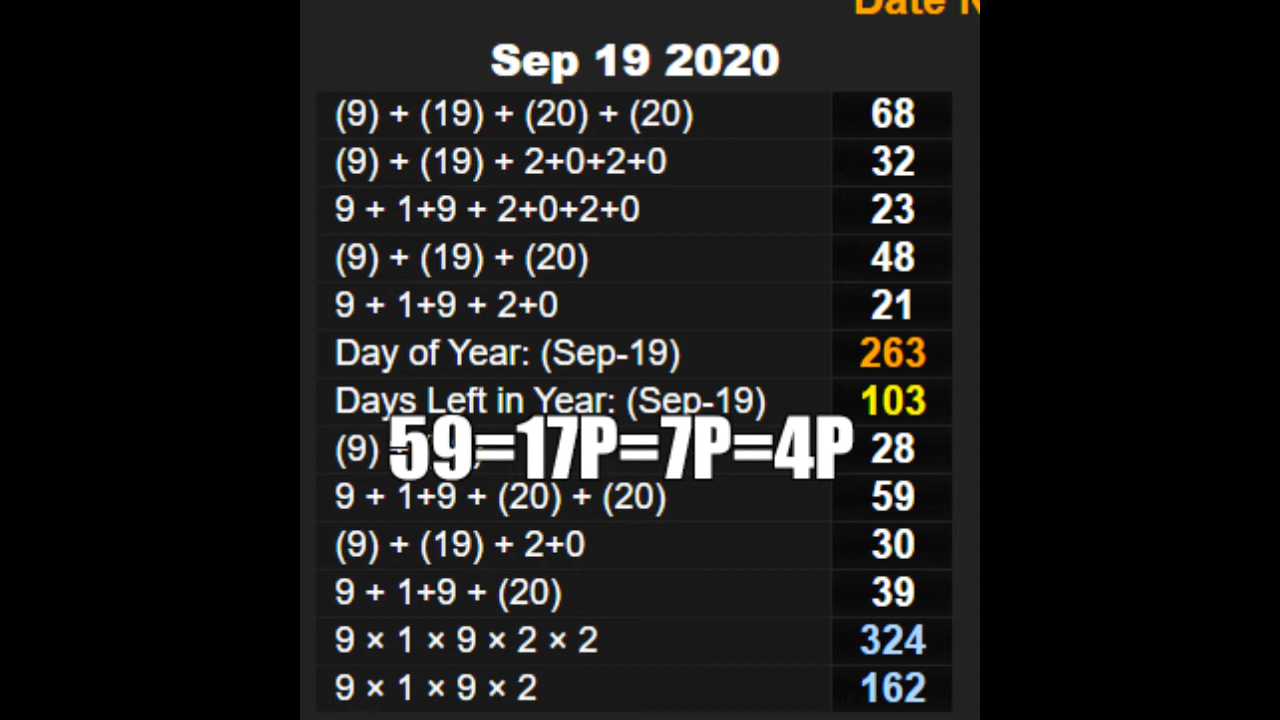 Date
Sep 19 2020
(9) + (19) + (20) + (20) 68
(9) + (19) + 2+0+2+0 32
9 + 1+9 + 2+0+2+0 23
(9) + (19) + (20) 48
9 + 1+9 + 2+0 21
Day of Year: (Sep-19) 263
Days Left in Year: (Sep-19) 103
59=17P=7P=4P
(9) 28
9 + 1+9 + (20) + (20) 59
(9) + (19) + 2+0 30
9 + 1+9 + (20) 39
9 × 1 × 9 × 2 × 2 324
9 × 1 × 9 × 2 162